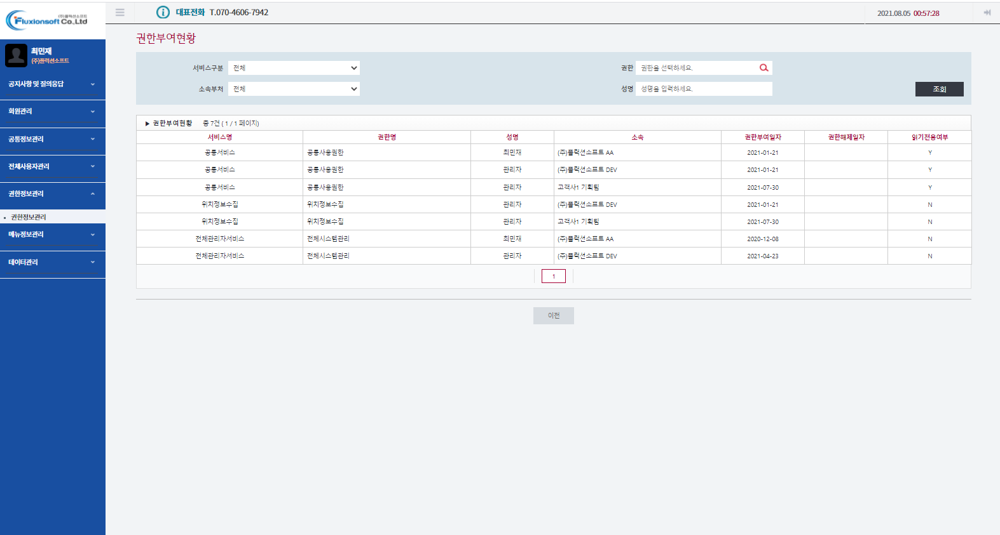 (주)플럭션소프트
Fluxionsoft Co.,Ltd
대표전화 T.070-4606-7942
2021.08.05 00:57:28
최민재
(주)플럭션소프트
공지사항 및 질의응답
회원관리
공통정보관리
전체사용자관리
권한정보관리
권한정보관리
메뉴정보관리
데이터관리
권한부여현황
서비스구분 전체 권한 권한을 선택하세요.
소속부처 전체 성명 성명을 입력하세요. 조회
▶ 권한부여현황 총 7건 ( 1 / 1 페이지)
서비스명 권한명 성명 소속 권한부여일자 권한해제일자 읽기전용여부
공통서비스 공통사용권한 최민재 (주)플럭션소프트 AA 2021-01-21 Y
공통서비스 공통사용권한 관리자 (주)플럭션소프트 DEV 2021-01-21 Y
공통서비스 공통사용권한 관리자 고객사1 기획팀 2021-07-30 Y
위치정보수집 위치정보수집 관리자 (주)플럭션소프트 DEV 2021-01-21 N
위치정보수집 위치정보수집 관리자 고객사1 기획팀 2021-07-30 N
전체관리자서비스 전체시스템관리 최민재 (주)플럭션소프트 AA 2020-12-08 N
전체관리자서비스 전체시스템관리 관리자 (주)플럭션소프트 DEV 2021-04-23 N
1
이전